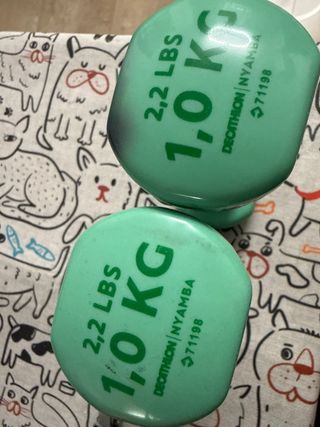 2,2 LBS
1,0 KG
DECATHLON | NYAMBA
71198
2,2 LBS
1,0 KG
DECATHLON | NYAMBA
71198